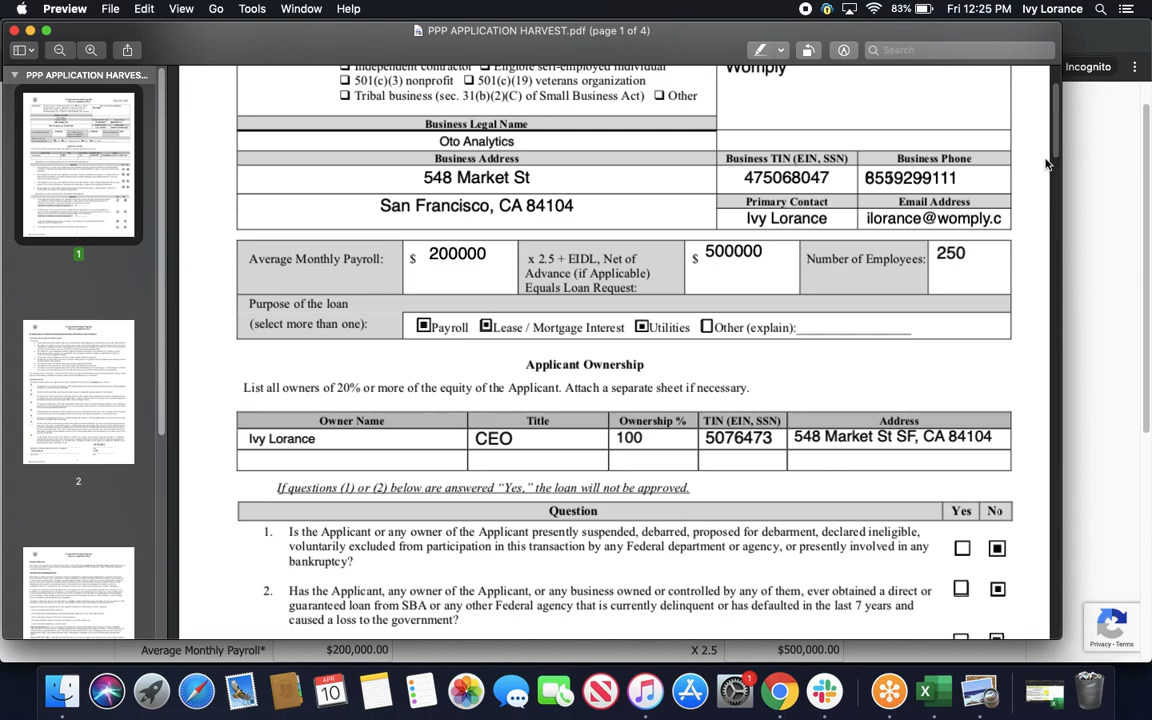 Preview File Edit View Go Tools Window Help 83% Fri 12:25 PM Ivy Lorance
PPP APPLICATION HARVEST.pdf (page 1 of 4)
Search
Incognito
PPP APPLICATION HARVES...
1
2
Independent contractor Eligible self-employed individual
501(c)(3) nonprofit 501(c)(19) veterans organization
Tribal business (sec. 31(b)(2)(C) of Small Business Act) Other
Womply
Business Legal Name
Oto Analytics
Business Address Business TIN (EIN, SSN) Business Phone
548 Market St 475068047 8559299111
Primary Contact Email Address
San Francisco, CA 84104 Ivy Lorance ilorance@womply.c
Average Monthly Payroll: $ 200000 x 2.5 + EIDL, Net of $ 500000 Number of Employees: 250
Advance (if Applicable)
Equals Loan Request:
Purpose of the loan
(select more than one): Payroll Lease / Mortgage Interest Utilities Other (explain):
Applicant Ownership
List all owners of 20% or more of the equity of the Applicant. Attach a separate sheet if necessary.
Owner Name Title Ownership % TIN (EIN, SSN) Address
Ivy Lorance CEO 100 5076473 548 Market St SF, CA 84104
If questions (1) or (2) below are answered "Yes," the loan will not be approved.
Question Yes No
1. Is the Applicant or any owner of the Applicant presently suspended, debarred, proposed for debarment, declared ineligible,
voluntarily excluded from participation in this transaction by any Federal department or agency, or presently involved in any
bankruptcy?
2. Has the Applicant, any owner of the Applicant, or any business owned or controlled by any of them, ever obtained a direct or
guaranteed loan from SBA or any other Federal agency that is currently delinquent or has defaulted in the last 7 years and
caused a loss to the government?
Privacy - Terms
Average Monthly Payroll* $200,000.00 X 2.5 $500,000.00
APR
10
1